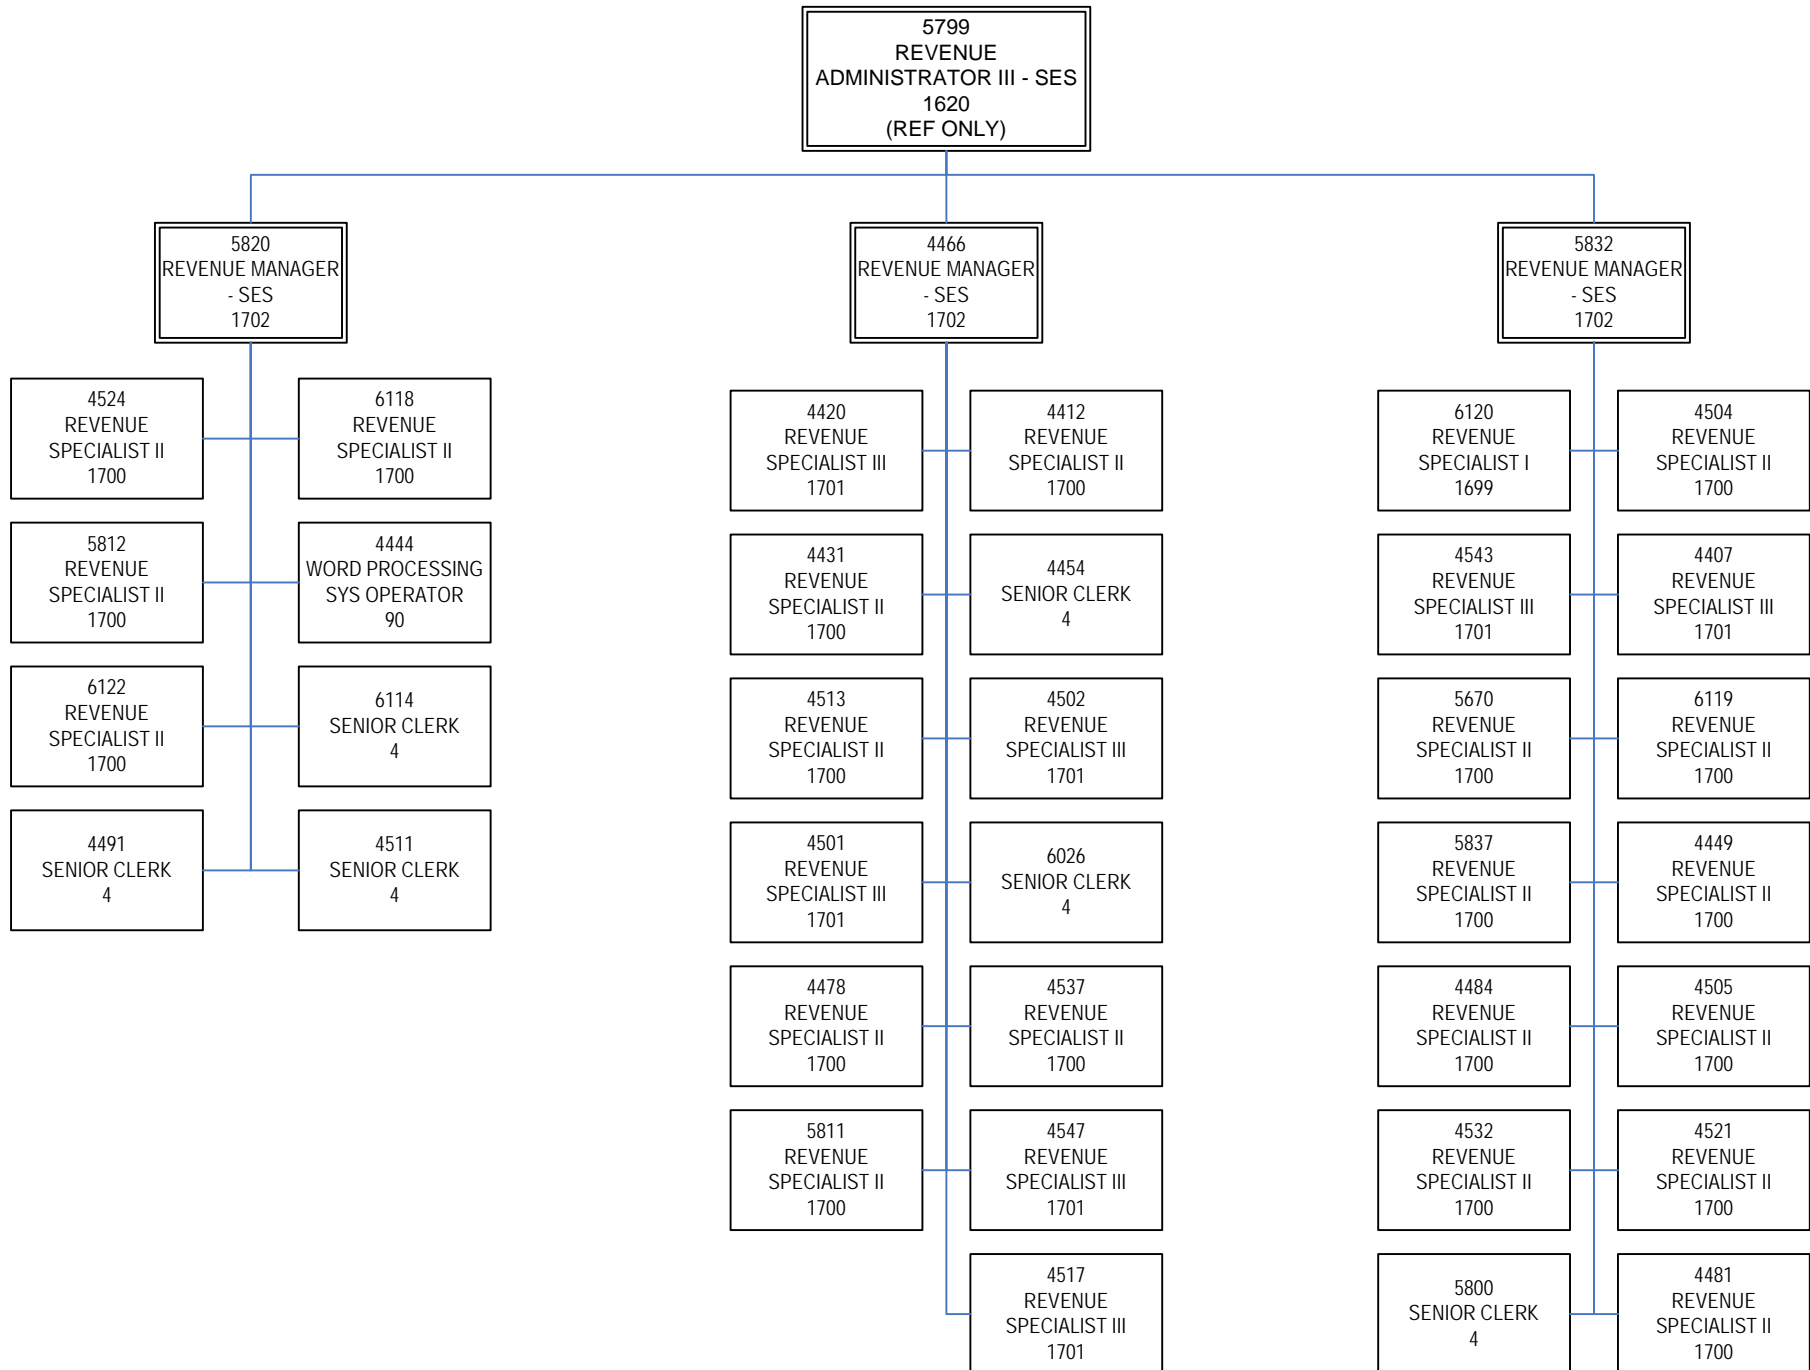 5799
REVENUE
ADMINISTRATOR III - SES
1620
(REF ONLY)
5820
REVENUE MANAGER
- SES
1702
4466
REVENUE MANAGER
- SES
1702
5832
REVENUE MANAGER
- SES
1702
4524
REVENUE
SPECIALIST II
1700
6118
REVENUE
SPECIALIST II
1700
5812
REVENUE
SPECIALIST II
1700
4444
WORD PROCESSING
SYS OPERATOR
90
6122
REVENUE
SPECIALIST II
1700
6114
SENIOR CLERK
4
4491
SENIOR CLERK
4
4511
SENIOR CLERK
4
4420
REVENUE
SPECIALIST III
1701
4412
REVENUE
SPECIALIST II
1700
4431
REVENUE
SPECIALIST II
1700
4454
SENIOR CLERK
4
4513
REVENUE
SPECIALIST II
1700
4502
REVENUE
SPECIALIST III
1701
4501
REVENUE
SPECIALIST III
1701
6026
SENIOR CLERK
4
4478
REVENUE
SPECIALIST II
1700
4537
REVENUE
SPECIALIST II
1700
5811
REVENUE
SPECIALIST II
1700
4547
REVENUE
SPECIALIST III
1701
4517
REVENUE
SPECIALIST III
1701
6120
REVENUE
SPECIALIST I
1699
4504
REVENUE
SPECIALIST II
1700
4543
REVENUE
SPECIALIST III
1701
4407
REVENUE
SPECIALIST III
1701
5670
REVENUE
SPECIALIST II
1700
6119
REVENUE
SPECIALIST II
1700
5837
REVENUE
SPECIALIST II
1700
4449
REVENUE
SPECIALIST II
1700
4484
REVENUE
SPECIALIST II
1700
4505
REVENUE
SPECIALIST II
1700
4532
REVENUE
SPECIALIST II
1700
4521
REVENUE
SPECIALIST II
1700
5800
SENIOR CLERK
4
4481
REVENUE
SPECIALIST II
1700